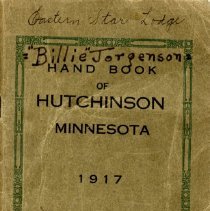 Eastern Star Lodge
"Billie" Jorgenson
HAND BOOK
OF
HUTCHINSON
MINNESOTA
1917